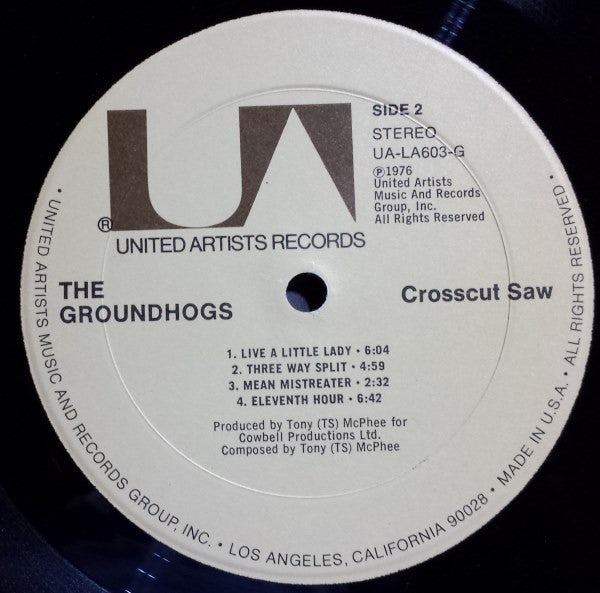 UA
®
UNITED ARTISTS RECORDS
SIDE 2
STEREO
UA-LA603-G
℗1976
United Artists
Music And Records
Group, Inc.
All Rights Reserved
THE
GROUNDHOGS
Crosscut Saw
1. LIVE A LITTLE LADY • 6:04
2. THREE WAY SPLIT • 4:59
3. MEAN MISTREATER • 2:32
4. ELEVENTH HOUR • 6:42
Produced by Tony (TS) McPhee for
Cowbell Productions Ltd.
Composed by Tony (TS) McPhee
• UNITED ARTISTS MUSIC AND RECORDS GROUP, INC. • LOS ANGELES, CALIFORNIA 90028 • MADE IN U.S.A. • ALL RIGHTS RESERVED •